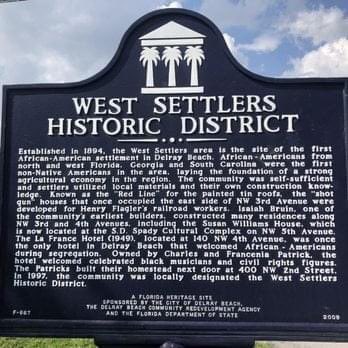 WEST SETTLERS
HISTORIC DISTRICT
Established in 1894, the West Settlers area is the site of the first
African-American settlement in Delray Beach. African-Americans from
north and west Florida, Georgia and South Carolina were the first
non-Native Americans in the area, laying the foundation of a strong
agricultural economy in the region. The community was self-sufficient
and settlers utilized local materials and their own construction know-
ledge. Known as the "Red Line" for the painted tin roofs, the "shot
gun" houses that once occupied the east side of NW 3rd Avenue were
developed for Henry Flagler's railroad workers. Isaiah Bruin, one of
the community's earliest builders, constructed many residences along
NW 3rd and 4th Avenues, including the Susan Williams House, which
is now located at the S.D. Spady Cultural Complex on NW 5th Avenue.
The La France Hotel (1949), located at 140 NW 4th Avenue, was once
the only hotel in Delray Beach that welcomed African-Americans
during segregation. Owned by Charles and Francenia Patrick, the
hotel welcomed celebrated black musicians and civil rights figures.
The Patricks built their homestead next door at 400 NW 2nd Street.
In 1997, the community was locally designated the West Settlers
Historic District.
A FLORIDA HERITAGE SITE
SPONSORED BY THE CITY OF DELRAY BEACH,
THE DELRAY BEACH COMMUNITY REDEVELOPMENT AGENCY
F-667 AND THE FLORIDA DEPARTMENT OF STATE 2009